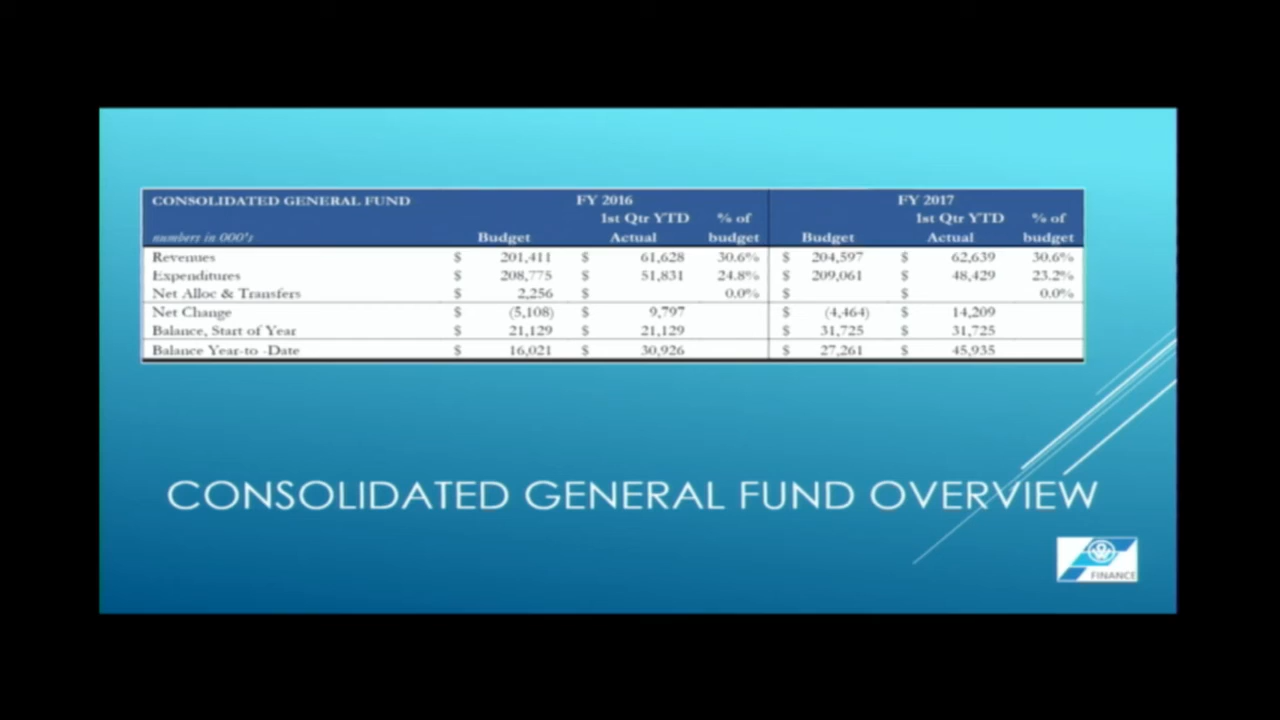 CONSOLIDATED GENERAL FUND FY 2016 FY 2017
1st Qtr YTD % of 1st Qtr YTD % of
numbers in 000's Budget Actual budget Budget Actual budget
Revenues $ 201,411 $ 61,628 30.6% $ 204,597 $ 62,639 30.6%
Expenditures $ 208,775 $ 51,831 24.8% $ 209,061 $ 48,429 23.2%
Net Alloc & Transfers $ 2,256 $ 0.0% $ $ 0.0%
Net Change $ (5,108) $ 9,797 $ (4,464) $ 14,209
Balance, Start of Year $ 21,129 $ 21,129 $ 31,725 $ 31,725
Balance Year-to -Date $ 16,021 $ 30,926 $ 27,261 $ 45,935
CONSOLIDATED GENERAL FUND OVERVIEW
FINANCE